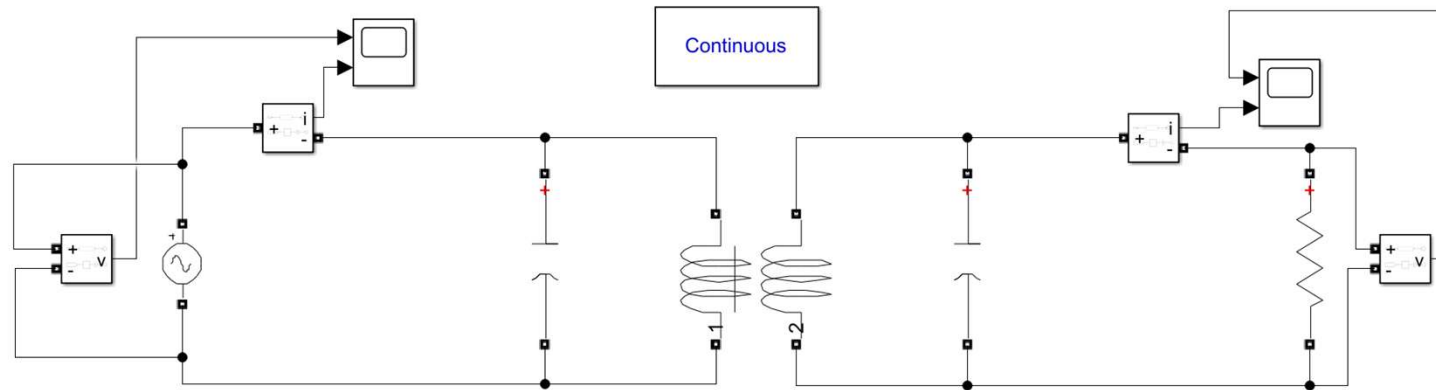 Continuous
i
+
-
i
+
-
+
+
+
+
+
-
v
+
-
v
1
2